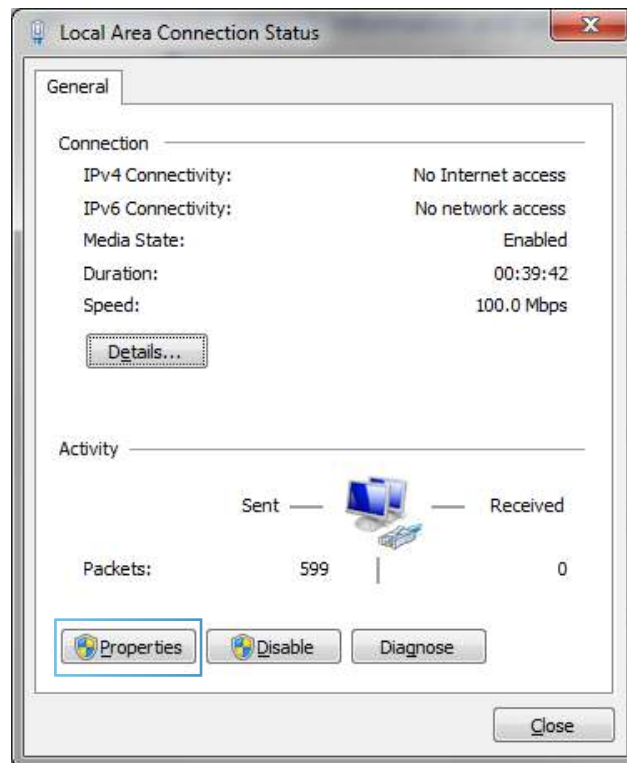 Local Area Connection Status
General
Connection
IPv4 Connectivity: No Internet access
IPv6 Connectivity: No network access
Media State: Enabled
Duration: 00:39:42
Speed: 100.0 Mbps
Details...
Activity
Sent — — Received
Packets: 599 | 0
Properties Disable Diagnose
Close